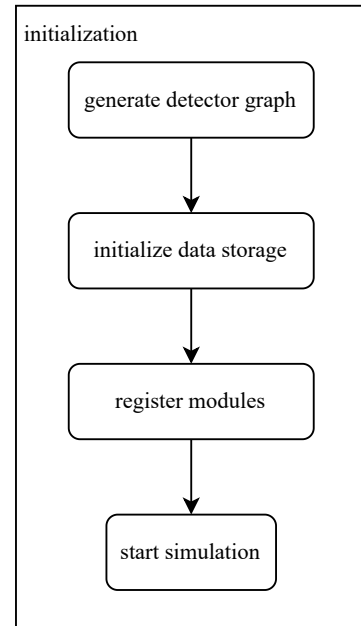 initialization
generate detector graph
initialize data storage
register modules
start simulation